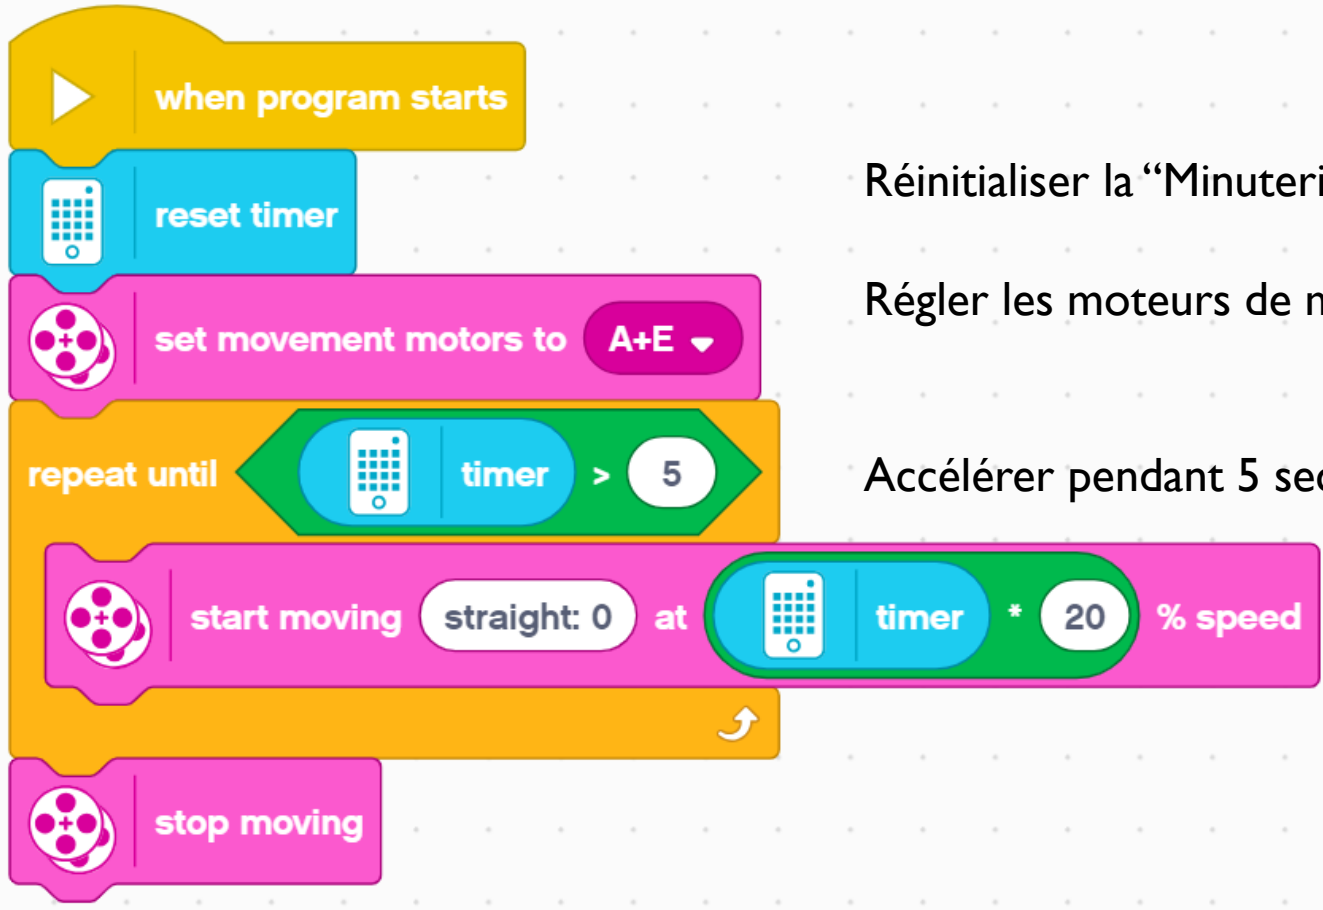 when program starts
reset timer
Réinitialiser la “Minuteri
set movement motors to A+E
Régler les moteurs de
repeat until timer > 5
Accélérer pendant 5 sec
start moving straight: 0 at timer * 20 % speed
stop moving